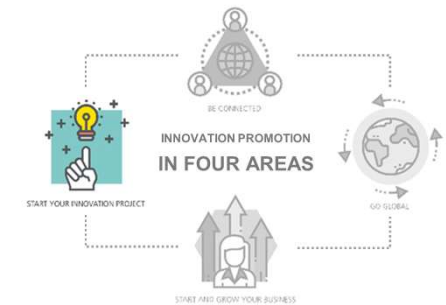 BE CONNECTED
INNOVATION PROMOTION
IN FOUR AREAS
START YOUR INNOVATION PROJECT
GO GLOBAL
START AND GROW YOUR BUSINESS